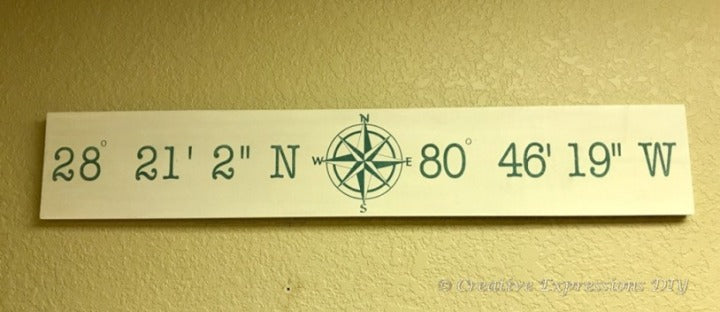 N
28° 21' 2" N W E 80° 46' 19" W
S
© Creative Expressions DIY